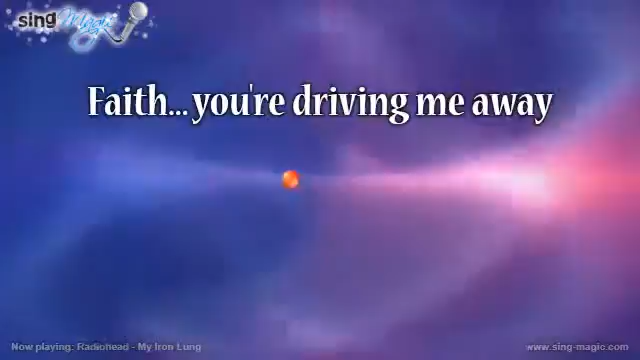 sing Magic
Faith...you're driving me away
Now playing: Radiohead - My Iron Lung
www.sing-magic.com